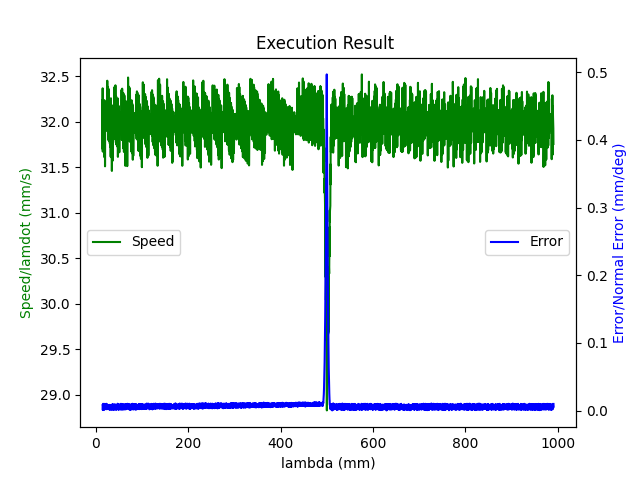 Execution Result
32.5
32.0
31.5
31.0
30.5
30.0
29.5
29.0
Speed/lamdot (mm/s)
Speed
Error
0.5
0.4
0.3
0.2
0.1
0.0
Error/Normal Error (mm/deg)
0 200 400 600 800 1000
lambda (mm)